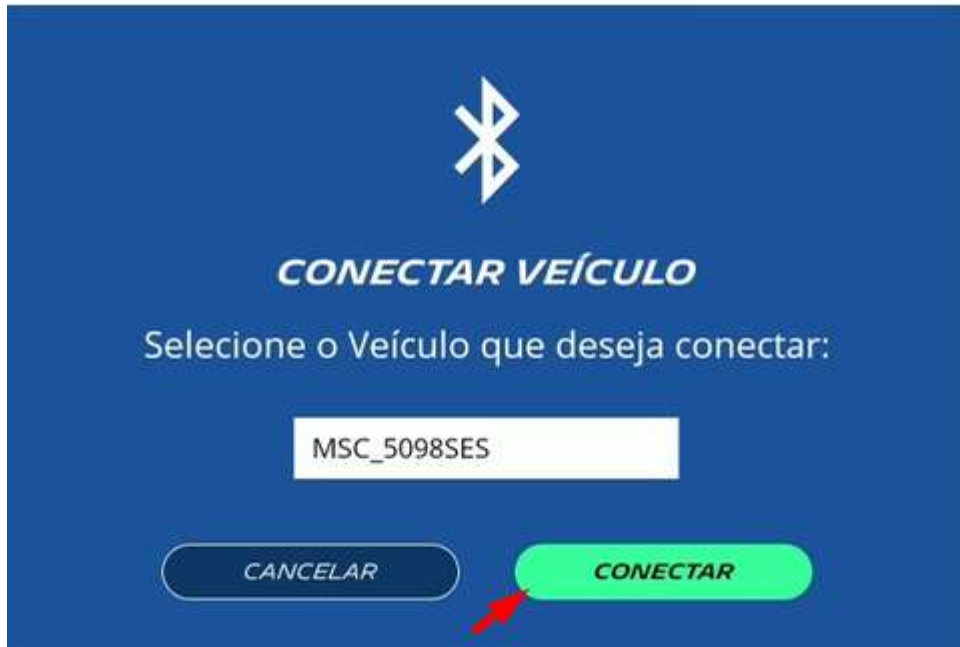 CONECTAR VEÍCULO
Selecione o Veículo que deseja conectar:
MSC_5098SES
CANCELAR
CONECTAR